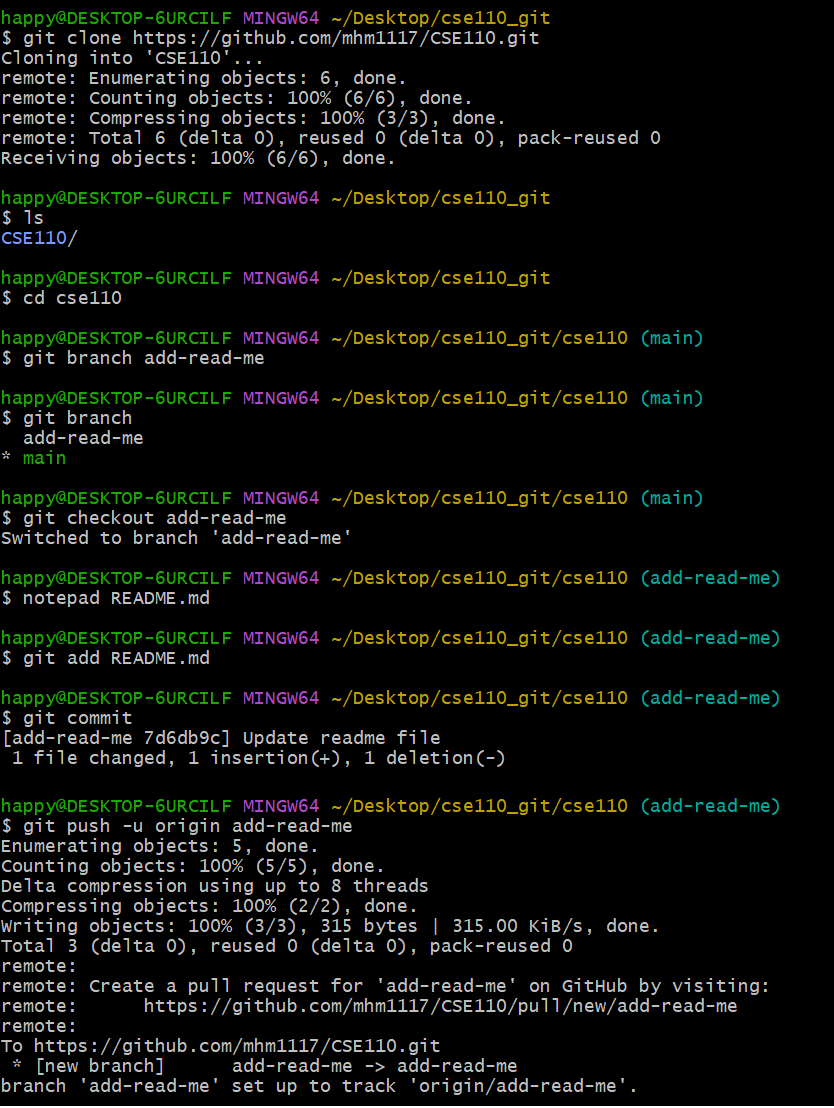 happy@DESKTOP-6URCILF MINGW64 ~/Desktop/cse110_git
$ git clone https://github.com/mhm1117/CSE110.git
Cloning into 'CSE110'...
remote: Enumerating objects: 6, done.
remote: Counting objects: 100% (6/6), done.
remote: Compressing objects: 100% (3/3), done.
remote: Total 6 (delta 0), reused 0 (delta 0), pack-reused 0
Receiving objects: 100% (6/6), done.
happy@DESKTOP-6URCILF MINGW64 ~/Desktop/cse110_git
$ ls
CSE110/
happy@DESKTOP-6URCILF MINGW64 ~/Desktop/cse110_git
$ cd cse110
happy@DESKTOP-6URCILF MINGW64 ~/Desktop/cse110_git/cse110 (main)
$ git branch add-read-me
happy@DESKTOP-6URCILF MINGW64 ~/Desktop/cse110_git/cse110 (main)
$ git branch
  add-read-me
* main
happy@DESKTOP-6URCILF MINGW64 ~/Desktop/cse110_git/cse110 (main)
$ git checkout add-read-me
Switched to branch 'add-read-me'
happy@DESKTOP-6URCILF MINGW64 ~/Desktop/cse110_git/cse110 (add-read-me)
$ notepad README.md
happy@DESKTOP-6URCILF MINGW64 ~/Desktop/cse110_git/cse110 (add-read-me)
$ git add README.md
happy@DESKTOP-6URCILF MINGW64 ~/Desktop/cse110_git/cse110 (add-read-me)
$ git commit
[add-read-me 7d6db9c] Update readme file
 1 file changed, 1 insertion(+), 1 deletion(-)
happy@DESKTOP-6URCILF MINGW64 ~/Desktop/cse110_git/cse110 (add-read-me)
$ git push -u origin add-read-me
Enumerating objects: 5, done.
Counting objects: 100% (5/5), done.
Delta compression using up to 8 threads
Compressing objects: 100% (2/2), done.
Writing objects: 100% (3/3), 315 bytes | 315.00 KiB/s, done.
Total 3 (delta 0), reused 0 (delta 0), pack-reused 0
remote:
remote: Create a pull request for 'add-read-me' on GitHub by visiting:
remote:      https://github.com/mhm1117/CSE110/pull/new/add-read-me
remote:
To https://github.com/mhm1117/CSE110.git
 * [new branch]      add-read-me -> add-read-me
branch 'add-read-me' set up to track 'origin/add-read-me'.